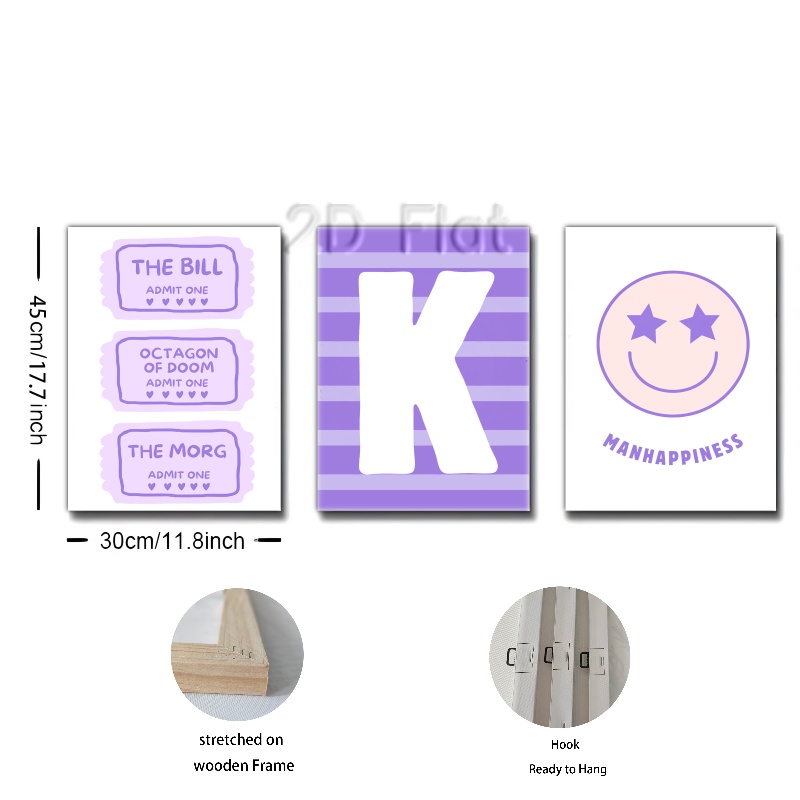 2D Flat
THE BILL
ADMIT ONE
OCTAGON
OF DOOM
ADMIT ONE
THE MORG
ADMIT ONE
K
MANHAPPINESS
45cm/17.7inch
30cm/11.8inch
stretched on
wooden Frame
Hook
Ready to Hang